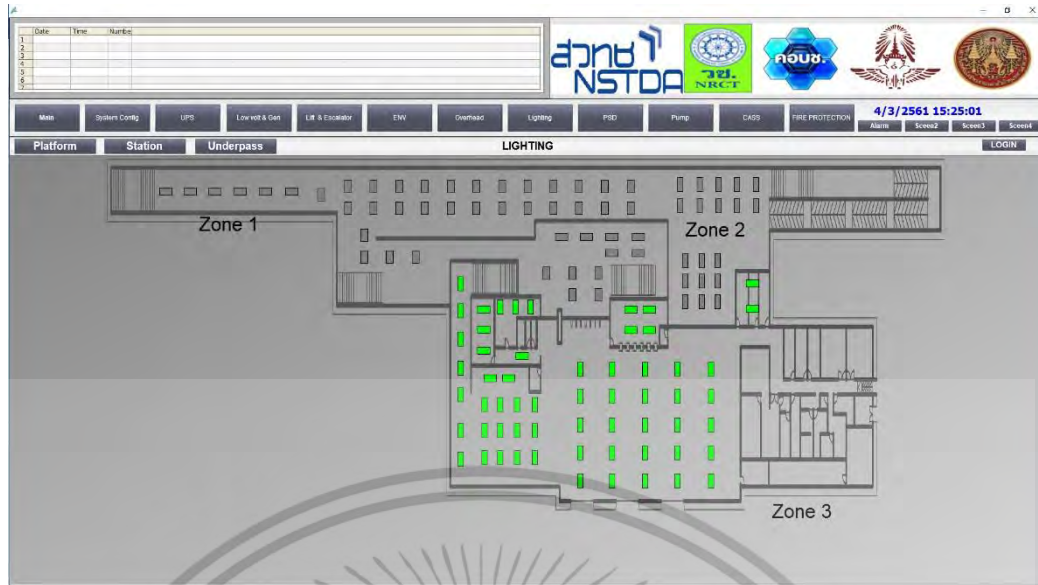 Date Time Numbe
1
2
3
4
5
6
7
สวทช
NSTDA
วช.
NRCT
คอบช.
Main System Config UPS Low volt & Gen Lift & Escalator ENV Overhead Lighting PSD Pump CASS FIRE PROTECTION
4/3/2561 15:25:01
Alarm Sceen2 Sceen3 Sceen4
Platform Station Underpass LIGHTING LOGIN
Zone 1
Zone 2
Zone 3